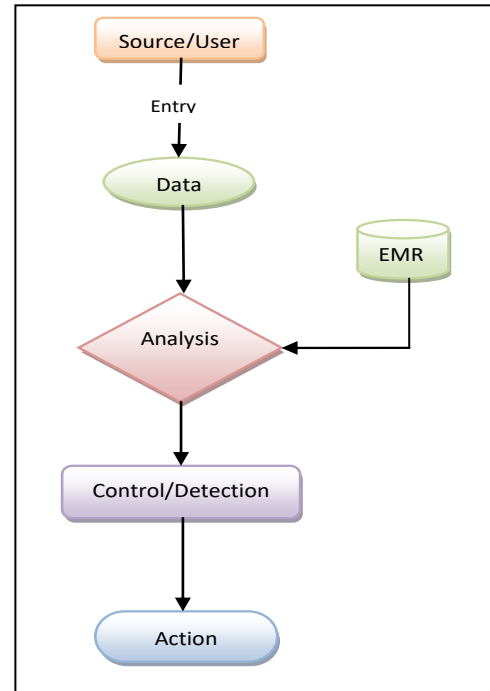 Source/User
Entry
Data
EMR
Analysis
Control/Detection
Action